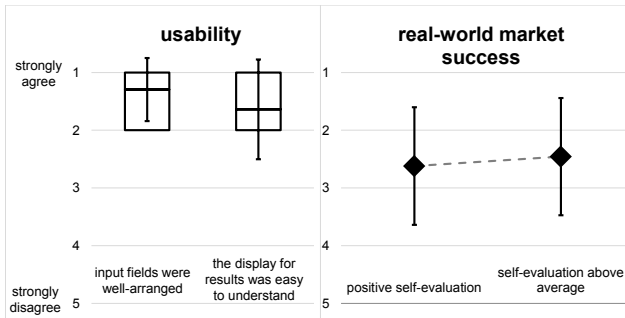 usability
strongly
agree
1
2
3
4
strongly
disagree
5
input fields were
well-arranged
the display for
results was easy
to understand
real-world market
success
1
2
3
4
5
positive self-evaluation
self-evaluation above
average